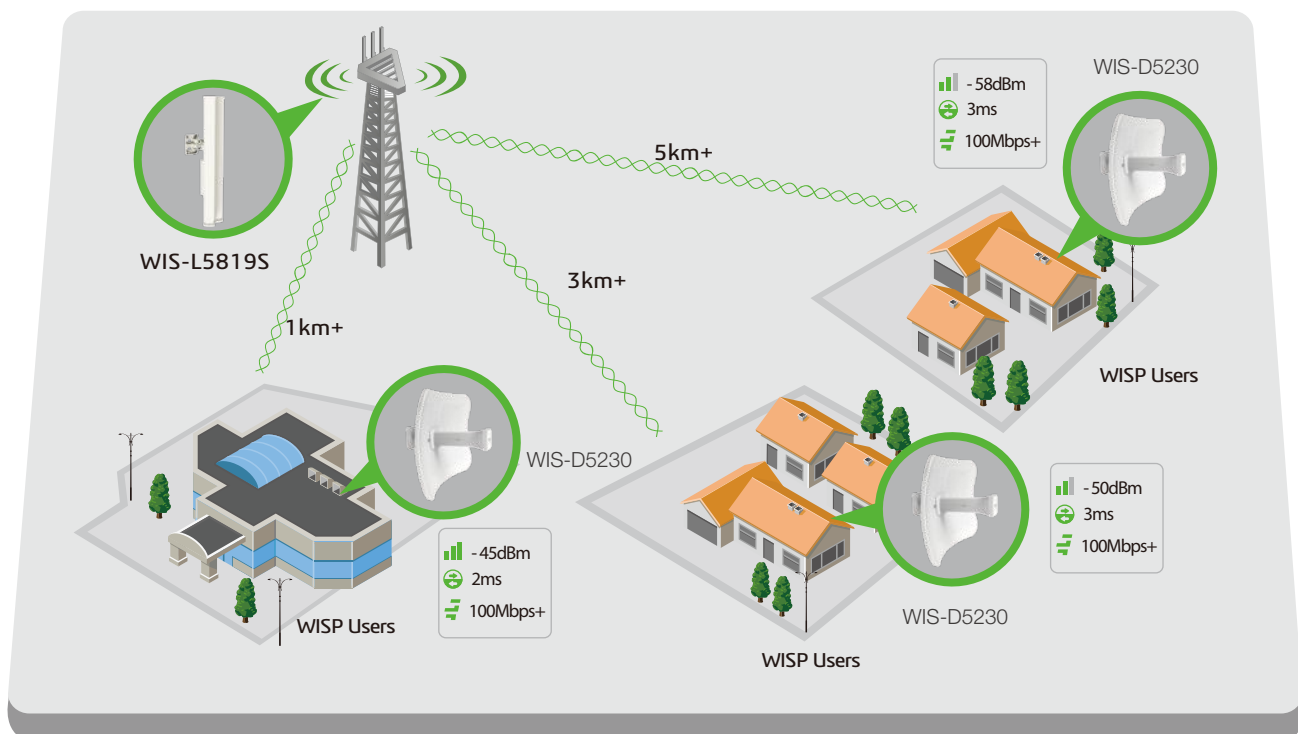 WIS-D5230
- 58dBm
3ms
100Mbps+
5km+
WIS-L5819S
3km+
1km+
WISP Users
WIS-D5230
- 45dBm
2ms
100Mbps+
WISP Users
- 50dBm
3ms
100Mbps+
WIS-D5230
WISP Users